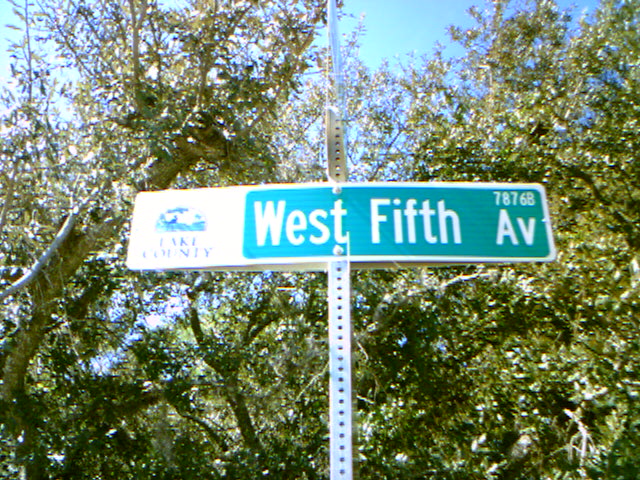 LAKE
COUNTY
West Fifth Av
7876B